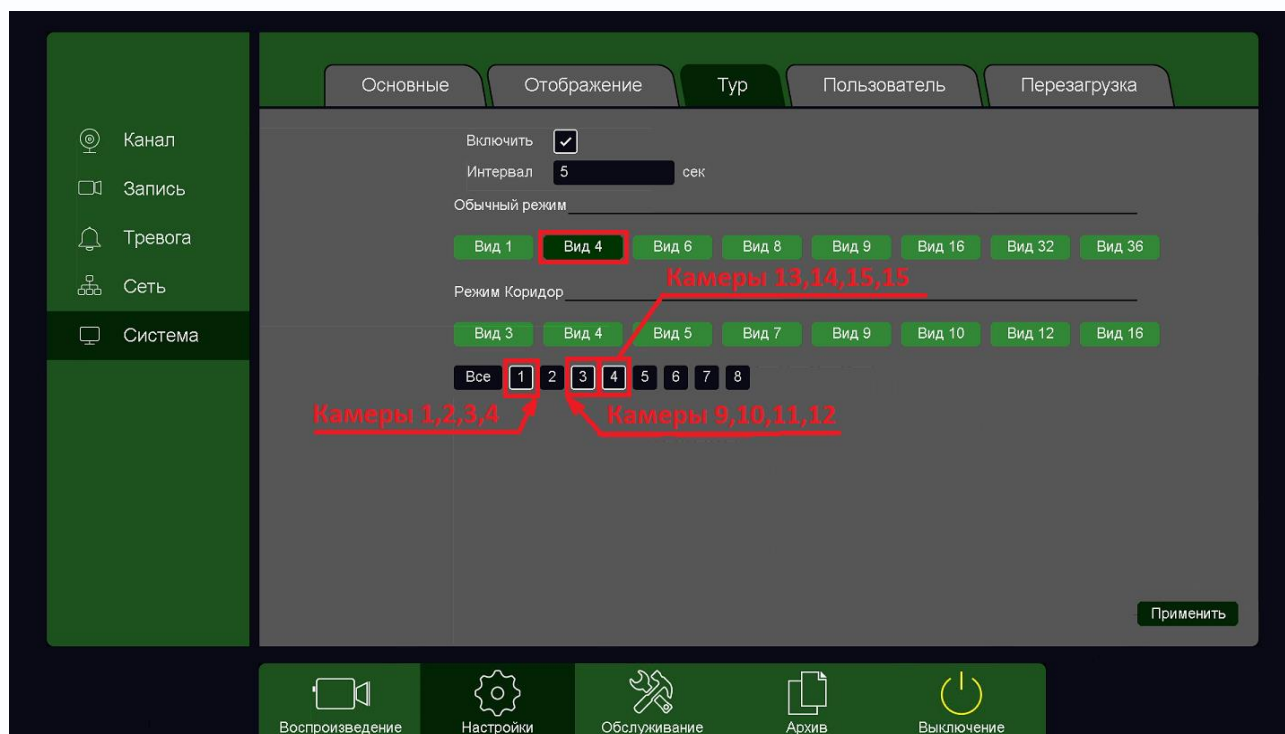 Основные Отображение Тур Пользователь Перезагрузка
Канал
Запись
Тревога
Сеть
Система
Включить
Интервал 5 сек
Обычный режим
Вид 1 Вид 4 Вид 6 Вид 8 Вид 9 Вид 16 Вид 32 Вид 36
Камеры 13,14,15,15
Режим Коридор
Вид 3 Вид 4 Вид 5 Вид 7 Вид 9 Вид 10 Вид 12 Вид 16
Все 1 2 3 4 5 6 7 8
Камеры 1,2,3,4 Камеры 9,10,11,12
Применить
Воспроизведение Настройки Обслуживание Архив Выключение